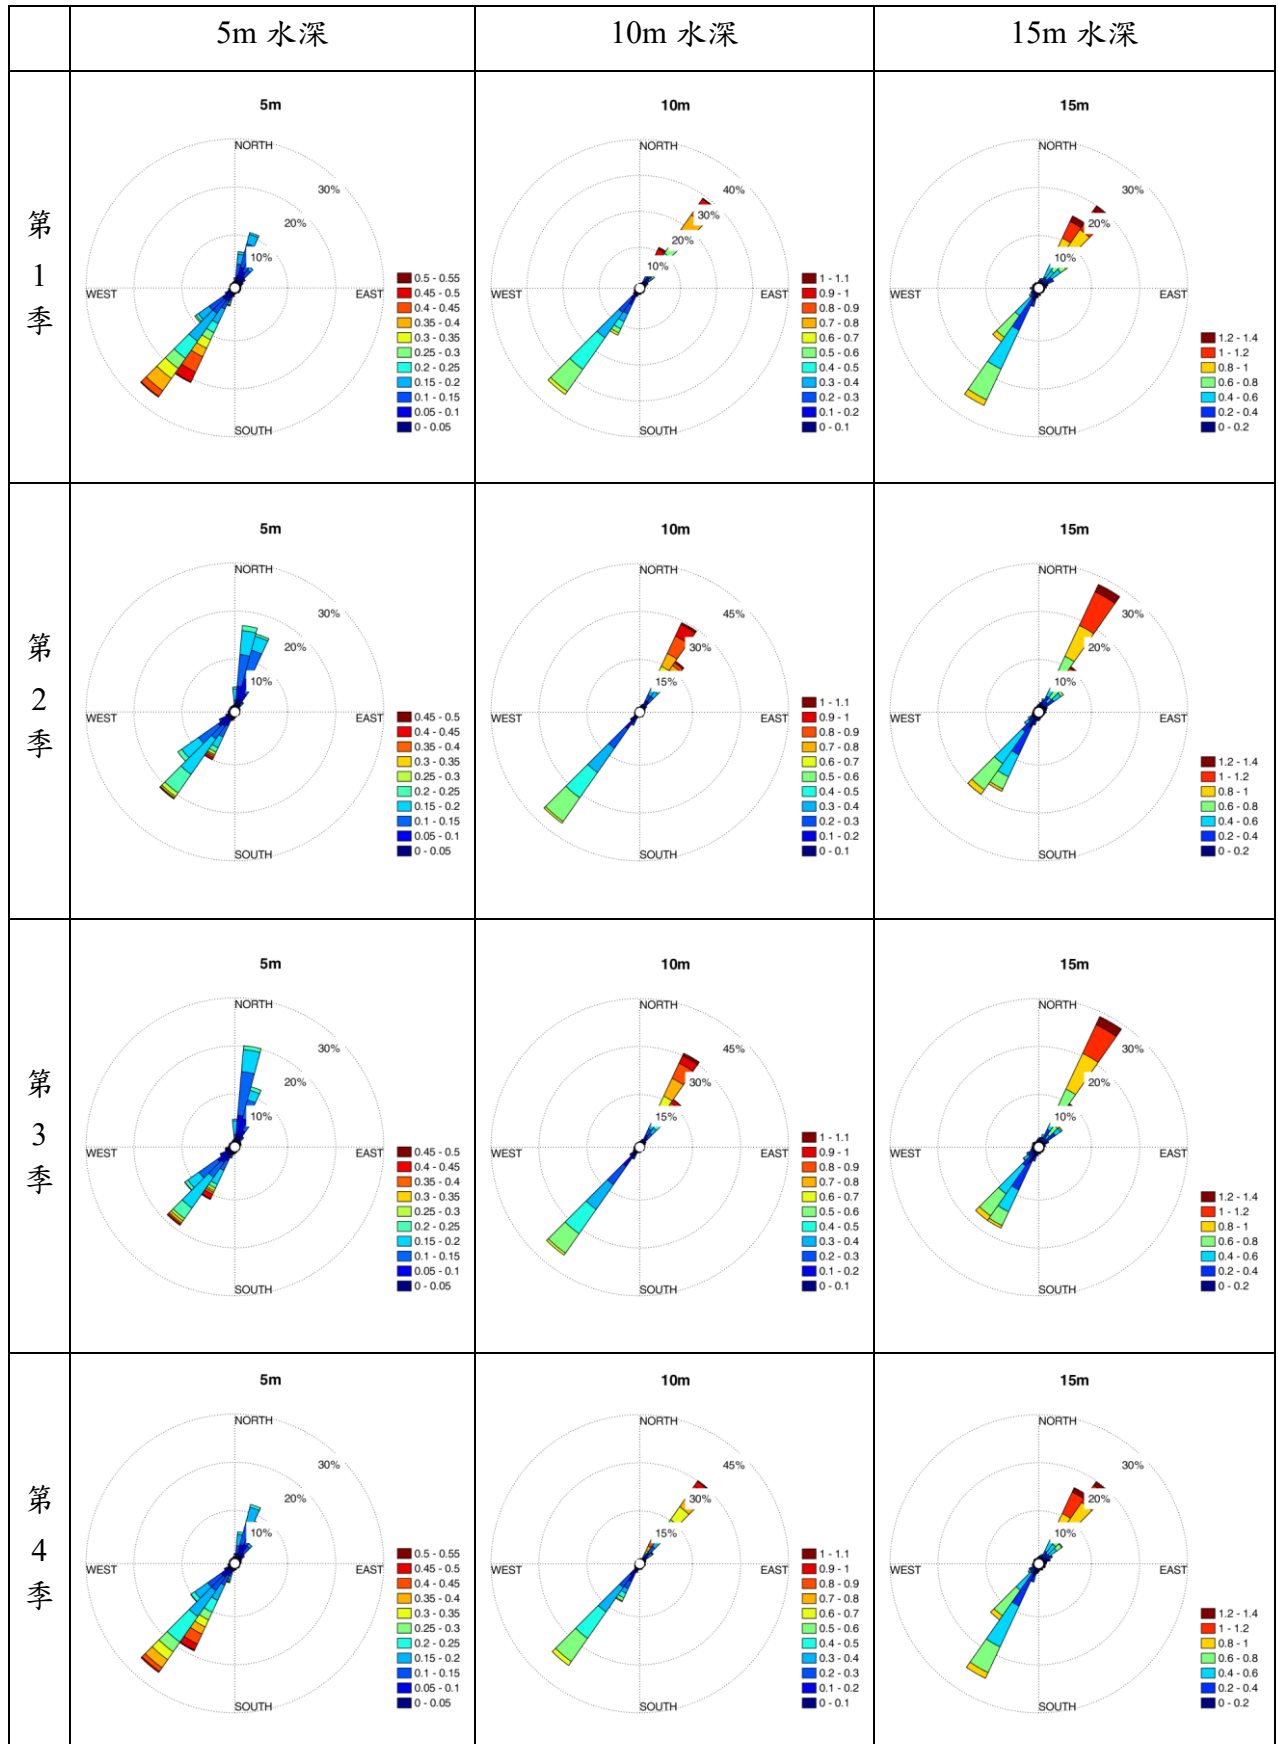 5m 水深
10m 水深
15m 水深
第
1
季
5m
NORTH
30%
20%
10%
WEST
EAST
SOUTH
0.5 - 0.55
0.45 - 0.5
0.4 - 0.45
0.35 - 0.4
0.3 - 0.35
0.25 - 0.3
0.2 - 0.25
0.15 - 0.2
0.1 - 0.15
0.05 - 0.1
0 - 0.05
10m
NORTH
40%
30%
20%
10%
WEST
EAST
SOUTH
1 - 1.1
0.9 - 1
0.8 - 0.9
0.7 - 0.8
0.6 - 0.7
0.5 - 0.6
0.4 - 0.5
0.3 - 0.4
0.2 - 0.3
0.1 - 0.2
0 - 0.1
15m
NORTH
30%
20%
10%
WEST
EAST
SOUTH
1.2 - 1.4
1 - 1.2
0.8 - 1
0.6 - 0.8
0.4 - 0.6
0.2 - 0.4
0 - 0.2
第
2
季
5m
NORTH
30%
20%
10%
WEST
EAST
SOUTH
0.45 - 0.5
0.4 - 0.45
0.35 - 0.4
0.3 - 0.35
0.25 - 0.3
0.2 - 0.25
0.15 - 0.2
0.1 - 0.15
0.05 - 0.1
0 - 0.05
10m
NORTH
45%
30%
15%
WEST
EAST
SOUTH
1 - 1.1
0.9 - 1
0.8 - 0.9
0.7 - 0.8
0.6 - 0.7
0.5 - 0.6
0.4 - 0.5
0.3 - 0.4
0.2 - 0.3
0.1 - 0.2
0 - 0.1
15m
NORTH
30%
20%
10%
WEST
EAST
SOUTH
1.2 - 1.4
1 - 1.2
0.8 - 1
0.6 - 0.8
0.4 - 0.6
0.2 - 0.4
0 - 0.2
第
3
季
5m
NORTH
30%
20%
10%
WEST
EAST
SOUTH
0.45 - 0.5
0.4 - 0.45
0.35 - 0.4
0.3 - 0.35
0.25 - 0.3
0.2 - 0.25
0.15 - 0.2
0.1 - 0.15
0.05 - 0.1
0 - 0.05
10m
NORTH
45%
30%
15%
WEST
EAST
SOUTH
1 - 1.1
0.9 - 1
0.8 - 0.9
0.7 - 0.8
0.6 - 0.7
0.5 - 0.6
0.4 - 0.5
0.3 - 0.4
0.2 - 0.3
0.1 - 0.2
0 - 0.1
15m
NORTH
30%
20%
10%
WEST
EAST
SOUTH
1.2 - 1.4
1 - 1.2
0.8 - 1
0.6 - 0.8
0.4 - 0.6
0.2 - 0.4
0 - 0.2
第
4
季
5m
NORTH
30%
20%
10%
WEST
EAST
SOUTH
0.5 - 0.55
0.45 - 0.5
0.4 - 0.45
0.35 - 0.4
0.3 - 0.35
0.25 - 0.3
0.2 - 0.25
0.15 - 0.2
0.1 - 0.15
0.05 - 0.1
0 - 0.05
10m
NORTH
45%
30%
15%
WEST
EAST
SOUTH
1 - 1.1
0.9 - 1
0.8 - 0.9
0.7 - 0.8
0.6 - 0.7
0.5 - 0.6
0.4 - 0.5
0.3 - 0.4
0.2 - 0.3
0.1 - 0.2
0 - 0.1
15m
NORTH
30%
20%
10%
WEST
EAST
SOUTH
1.2 - 1.4
1 - 1.2
0.8 - 1
0.6 - 0.8
0.4 - 0.6
0.2 - 0.4
0 - 0.2